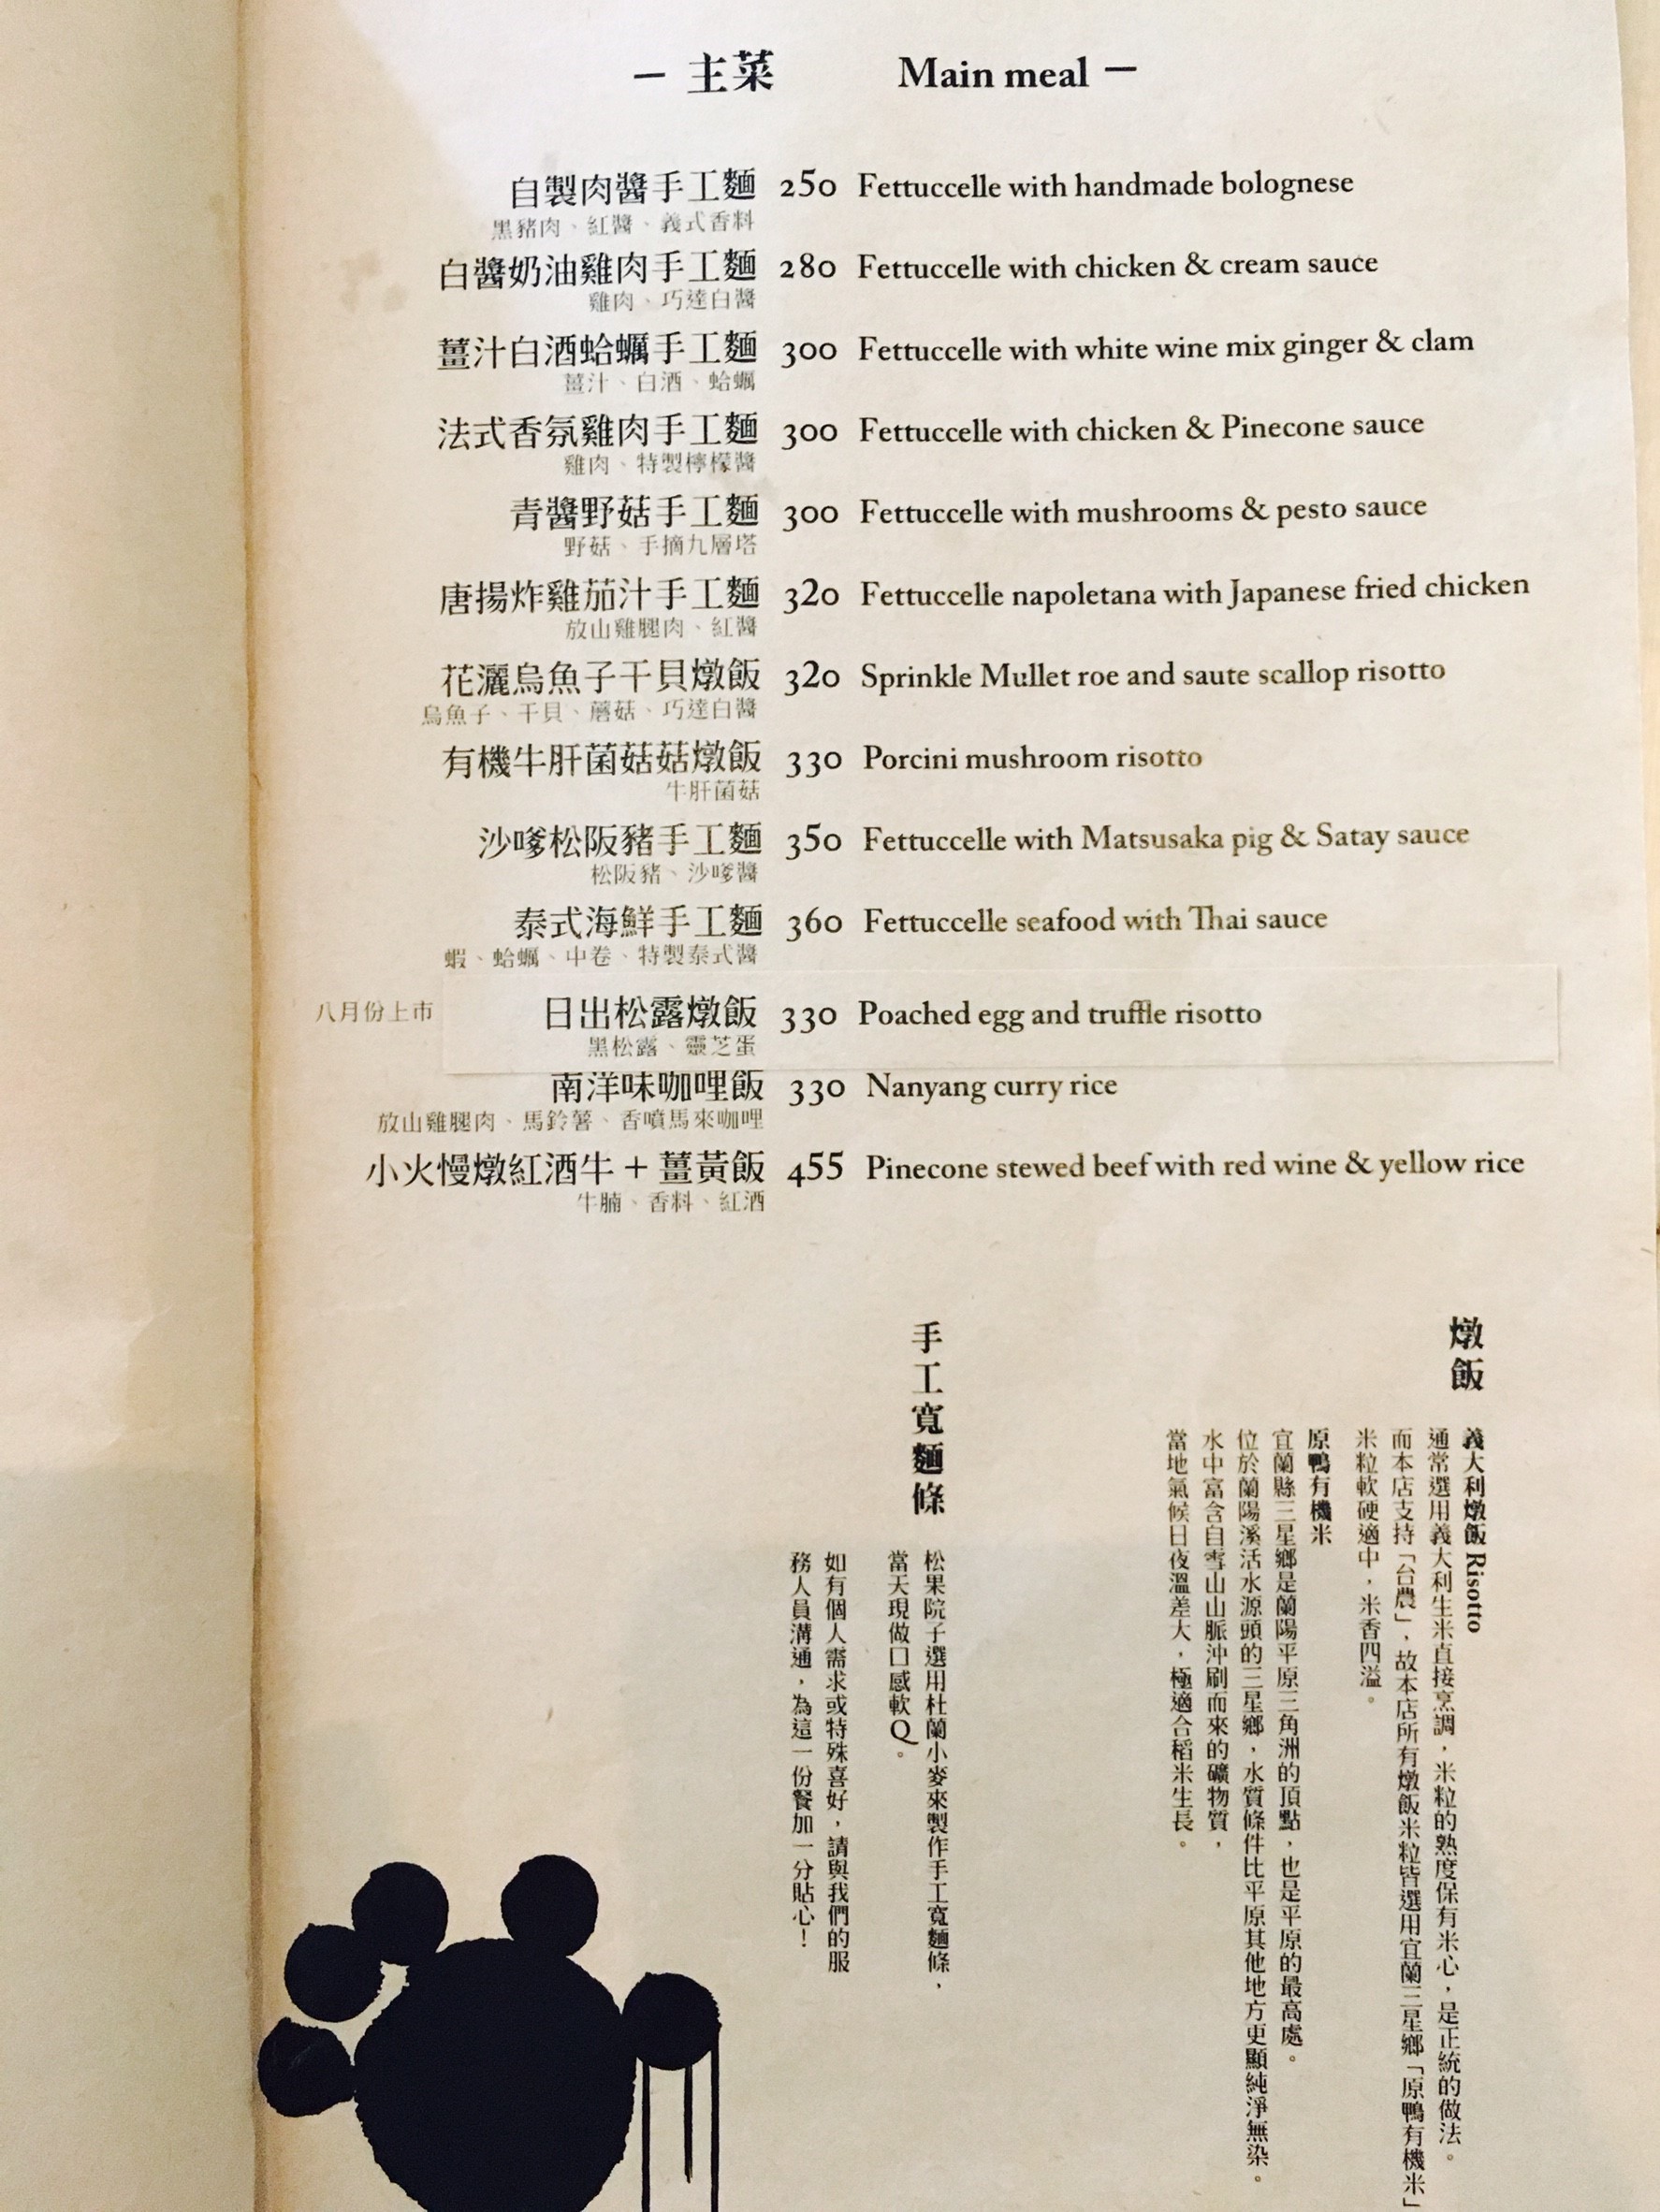 — 主菜 Main meal —
自製肉醬手工麵 250 Fettuccelle with handmade bolognese
黑豬肉、紅醬、義式香料
白醬奶油雞肉手工麵 280 Fettuccelle with chicken & cream sauce
雞肉、巧達白醬
薑汁白酒蛤蠣手工麵 300 Fettuccelle with white wine mix ginger & clam
薑汁、白酒、蛤蠣
法式香氛雞肉手工麵 300 Fettuccelle with chicken & Pinecone sauce
雞肉、特製檸檬醬
青醬野菇手工麵 300 Fettuccelle with mushrooms & pesto sauce
野菇、手摘九層塔
唐揚炸雞茄汁手工麵 320 Fettuccelle napoletana with Japanese fried chicken
放山雞腿肉、紅醬
花灑烏魚子干貝燉飯 320 Sprinkle Mullet roe and saute scallop risotto
烏魚子、干貝、蘑菇、巧達白醬
有機牛肝菌菇菇燉飯 330 Porcini mushroom risotto
牛肝菌菇
沙嗲松阪豬手工麵 350 Fettuccelle with Matsusaka pig & Satay sauce
松阪豬、沙嗲醬
泰式海鮮手工麵 360 Fettuccelle seafood with Thai sauce
蝦、蛤蠣、中卷、特製泰式醬
八月份上市 日出松露燉飯 330 Poached egg and truffle risotto
黑松露、靈芝蛋
南洋味咖哩飯 330 Nanyang curry rice
放山雞腿肉、馬鈴薯、香噴馬來咖哩
小火慢燉紅酒牛＋薑黃飯 455 Pinecone stewed beef with red wine & yellow rice
牛腩、香料、紅酒
燉飯
義大利燉飯 Risotto
通常選用義大利生米直接烹調，米粒的熟度保有米心，是正統的做法。
而本店支持「台農」，故本店所有燉飯米粒皆選用宜蘭三星鄉「原鴨有機米」
米粒軟硬適中，米香四溢。
原鴨有機米
宜蘭縣三星鄉是蘭陽平原三角洲的頂點，也是平原的最高處。
位於蘭陽溪活水源頭的三星鄉，水質條件比平原其他地方更顯純淨無染。
水中富含自雪山山脈沖刷而來的礦物質，
當地氣候日夜溫差大，極適合稻米生長。
手工寬麵條
松果院子選用杜蘭小麥來製作手工寬麵條，
當天現做口感軟Q。
如有個人需求或特殊喜好，請與我們的服
務人員溝通，為這一份餐加一分貼心！